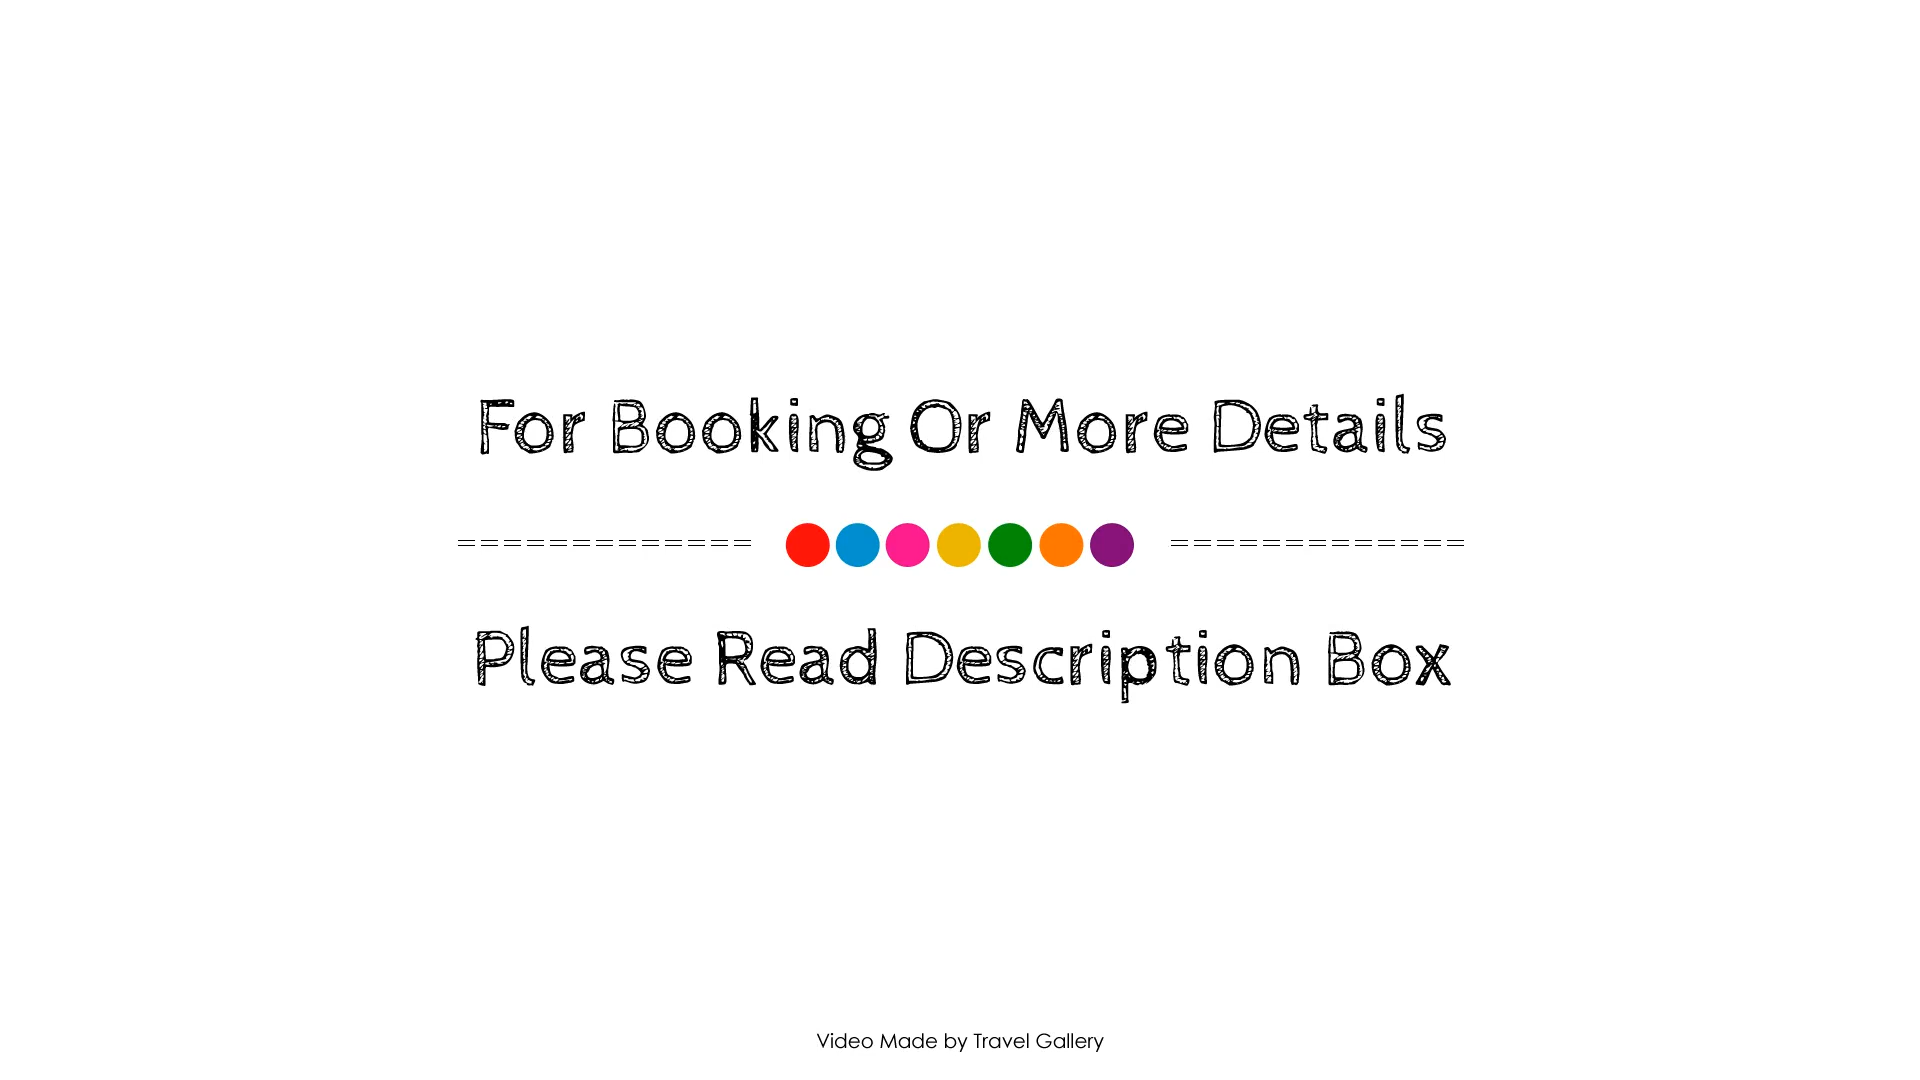 For Booking Or More Details
============= =============
Please Read Description Box
Video Made by Travel Gallery